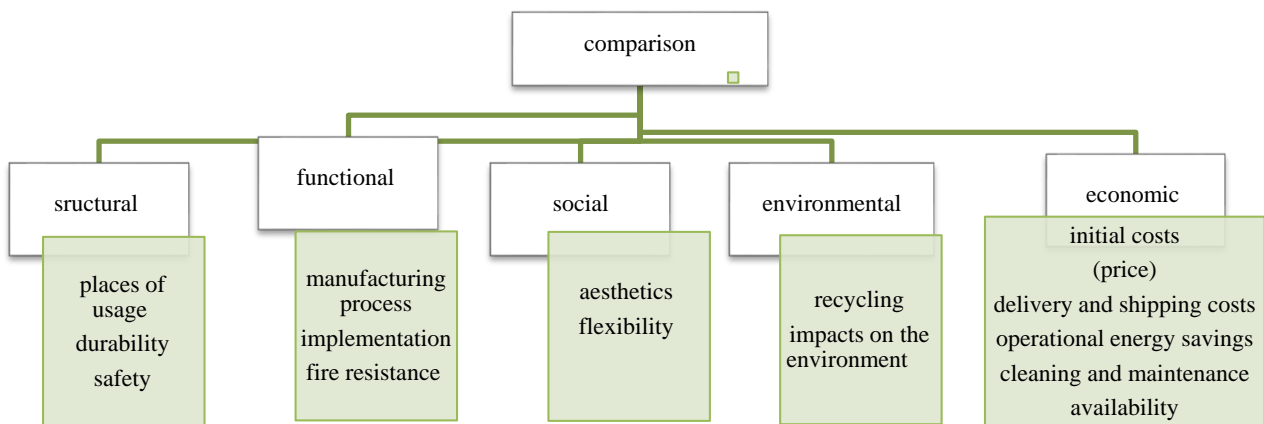 comparison
sructural
places of
usage
durability
safety
functional
manufacturing
process
implementation
fire resistance
social
aesthetics
flexibility
environmental
recycling
impacts on the
environment
economic
initial costs
(price)
delivery and shipping costs
operational energy savings
cleaning and maintenance
availability